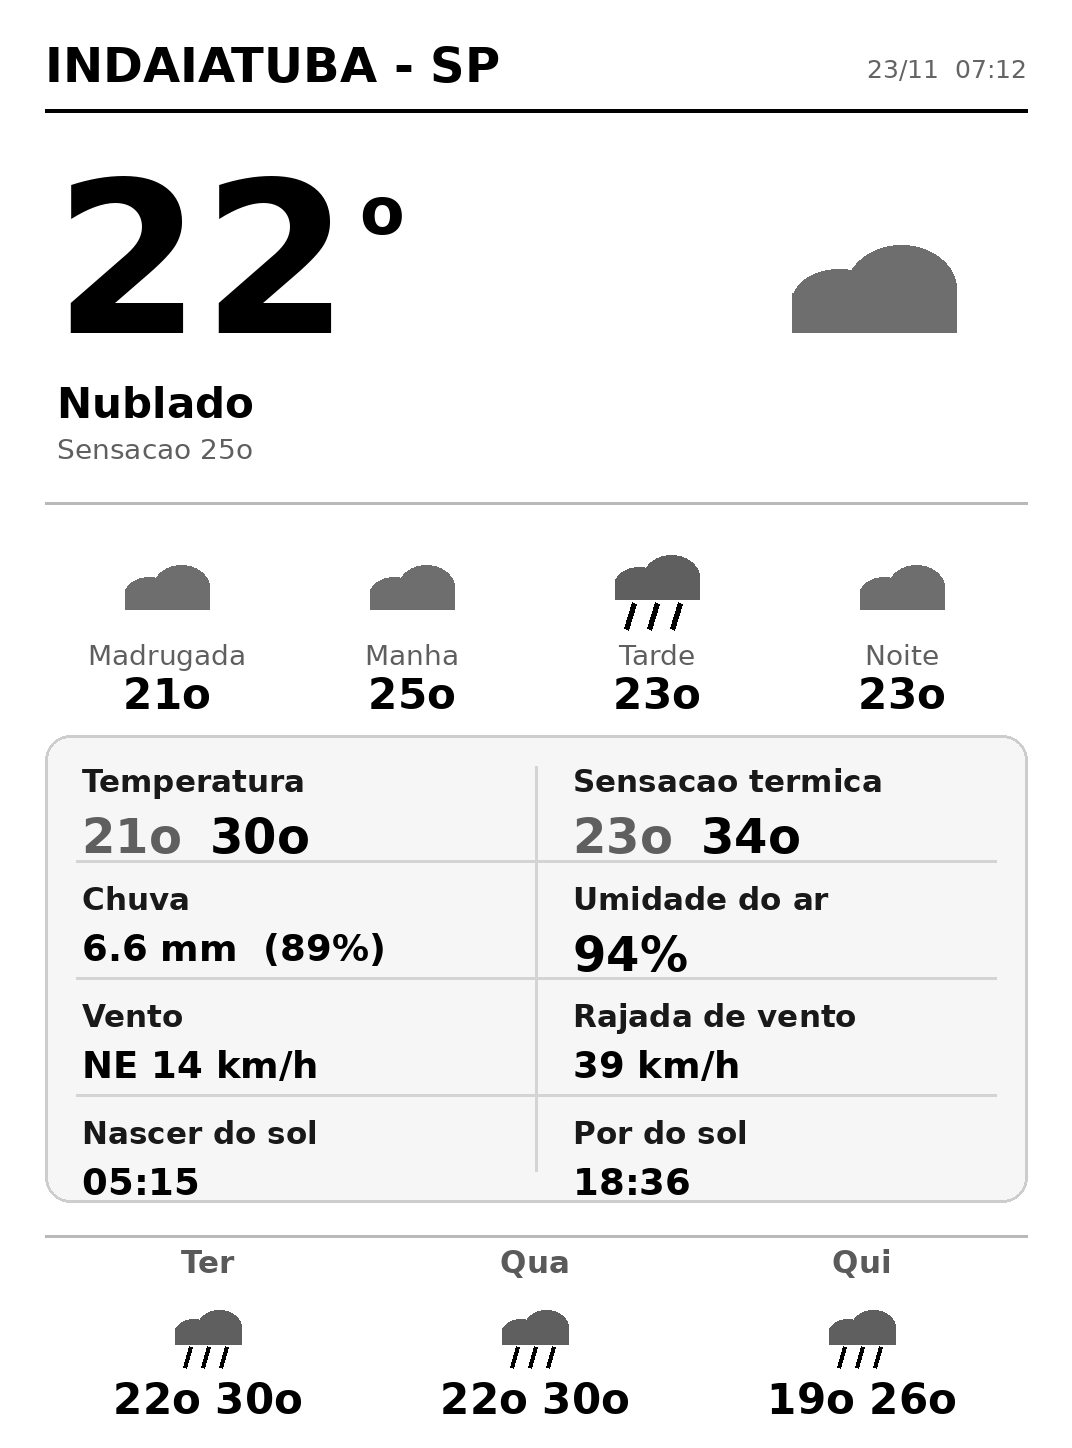 INDAIATUBA - SP
23/11 07:12
22o
Nublado
Sensacao 25o
Madrugada Manha Tarde Noite
21o 25o 23o 23o
Temperatura Sensacao termica
21o 30o 23o 34o
Chuva Umidade do ar
6.6 mm (89%) 94%
Vento Rajada de vento
NE 14 km/h 39 km/h
Nascer do sol Por do sol
05:15 18:36
Ter Qua Qui
22o 30o 22o 30o 19o 26o